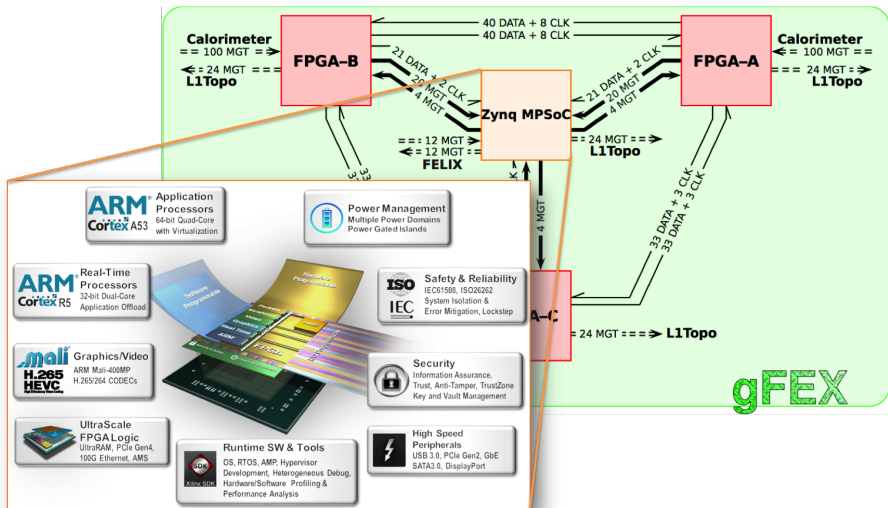 40 DATA + 8 CLK
40 DATA + 8 CLK
Calorimeter
100 MGT
24 MGT
L1Topo
FPGA–B
21 DATA + 2 CLK
20 MGT
4 MGT
Zynq MPSoC
21 DATA + 2 CLK
20 MGT
4 MGT
FPGA–A
Calorimeter
100 MGT
24 MGT
L1Topo
12 MGT
12 MGT
FELIX
24 MGT
L1Topo
33
33
4 MGT
33 DATA + 3 CLK
33 DATA + 3 CLK
A–C
24 MGT
L1Topo
gFEX
ARM
Cortex A53
Application
Processors
64-bit Quad-Core
with Virtualization
Power Management
Multiple Power Domains
Power Gated Islands
ARM
Cortex R5
Real-Time
Processors
32-bit Dual-Core
Application Offload
Software
Programmable
Hardware
Programmable
Video
Graphics
Real Time
ARM
FPGA
ISO
IEC
Safety & Reliability
IEC61508, ISO26262
System Isolation &
Error Mitigation, Lockstep
mali
H.265
HEVC
Graphics/Video
ARM Mali-400MP
H.265/264 CODECs
Security
Information Assurance,
Trust, Anti-Tamper, TrustZone
Key and Vault Management
UltraScale
FPGA Logic
UltraRAM, PCIe Gen4,
100G Ethernet, AMS
SDK
Xilinx SDK
Runtime SW & Tools
OS, RTOS, AMP, Hypervisor
Development, Heterogeneous Debug,
Hardware/Software Profiling &
Performance Analysis
High Speed
Peripherals
USB 3.0, PCIe Gen2, GbE
SATA3.0, DisplayPort